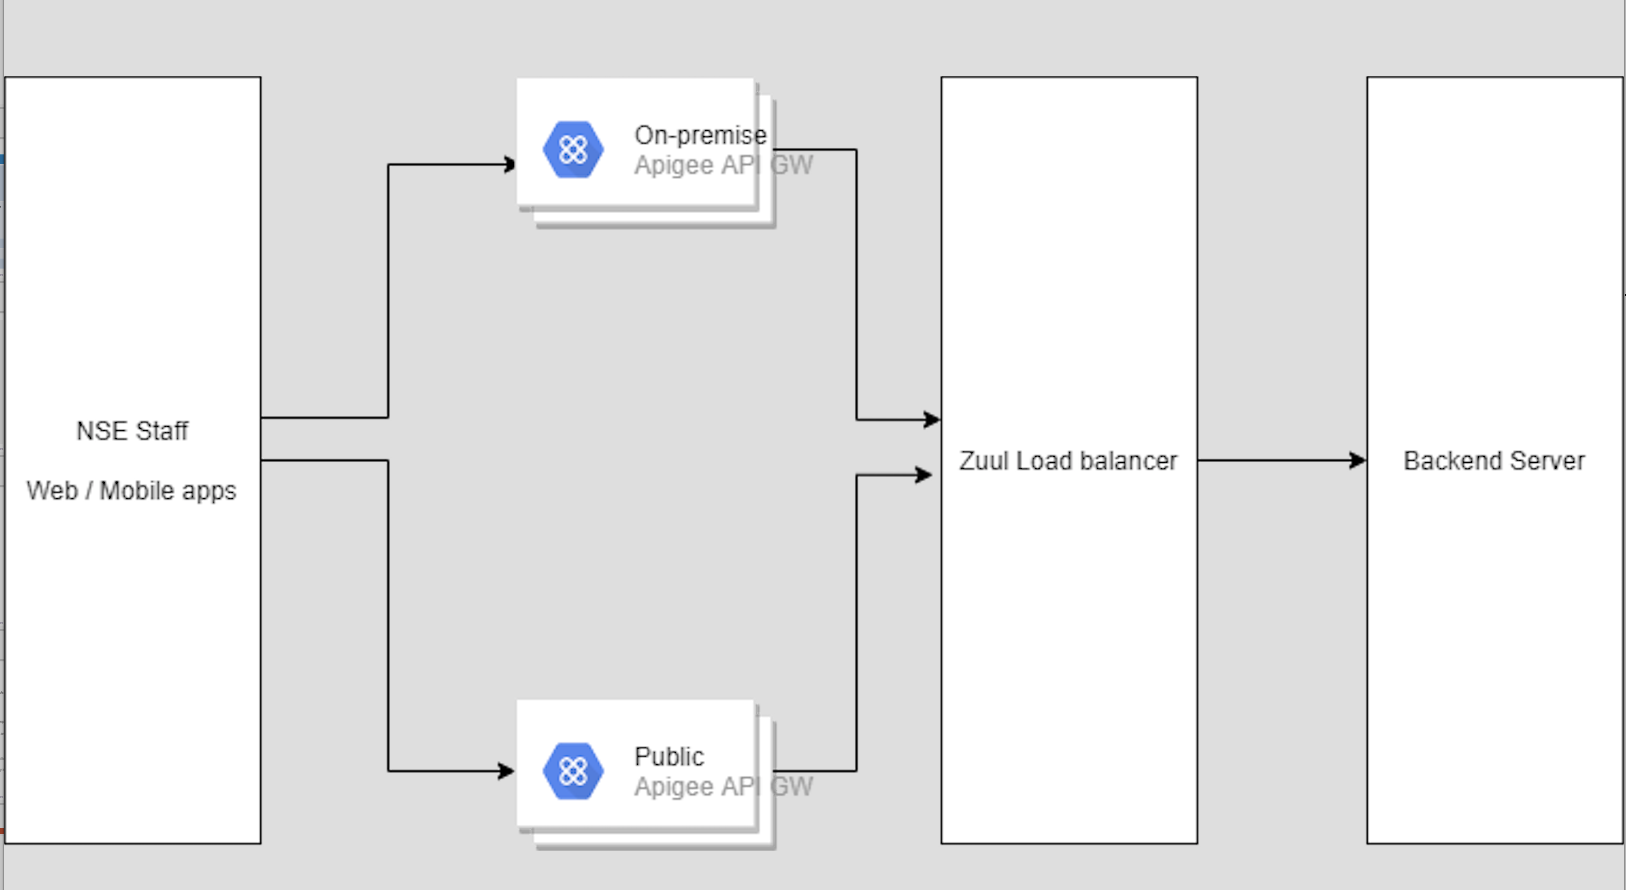 On-premise
Apigee API GW
NSE Staff
Web / Mobile apps
Zuul Load balancer
Backend Server
Public
Apigee API GW